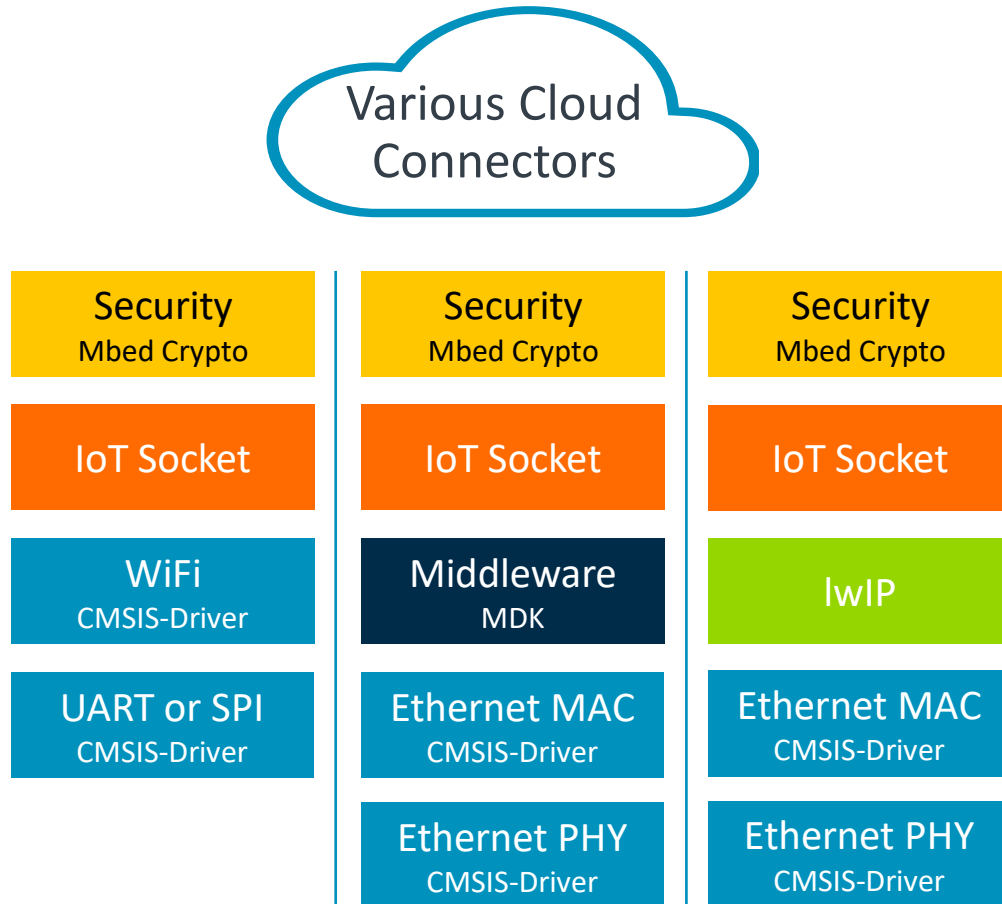 Various Cloud
Connectors
Security
Mbed Crypto
IoT Socket
WiFi
CMSIS-Driver
UART or SPI
CMSIS-Driver
Security
Mbed Crypto
IoT Socket
Middleware
MDK
Ethernet MAC
CMSIS-Driver
Ethernet PHY
CMSIS-Driver
Security
Mbed Crypto
IoT Socket
lwIP
Ethernet MAC
CMSIS-Driver
Ethernet PHY
CMSIS-Driver